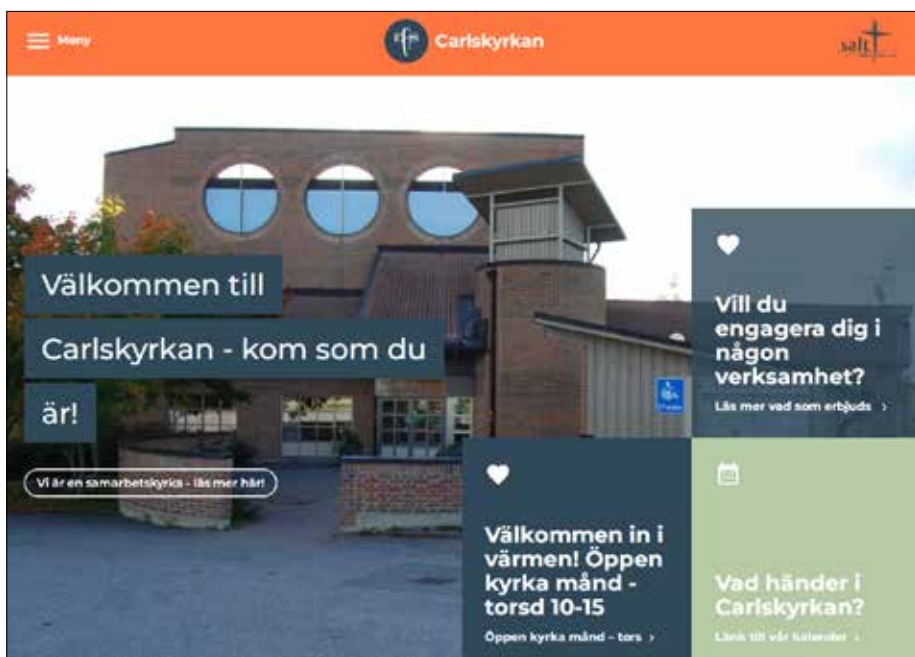 Meny
Carlskyrkan
salt
Välkommen till
Carlskyrkan - kom som du
är!
Vi är en samarbetskyrka - läs mer här!
Vill du
engagera dig i
någon
verksamhet?
Läs mer vad som erbjuds ›
Välkommen in i
värmen! Öppen
kyrka månd -
torsd 10-15
Öppen kyrka månd - tors ›
Vad händer i
Carlskyrkan?
Länk till vår kalender ›